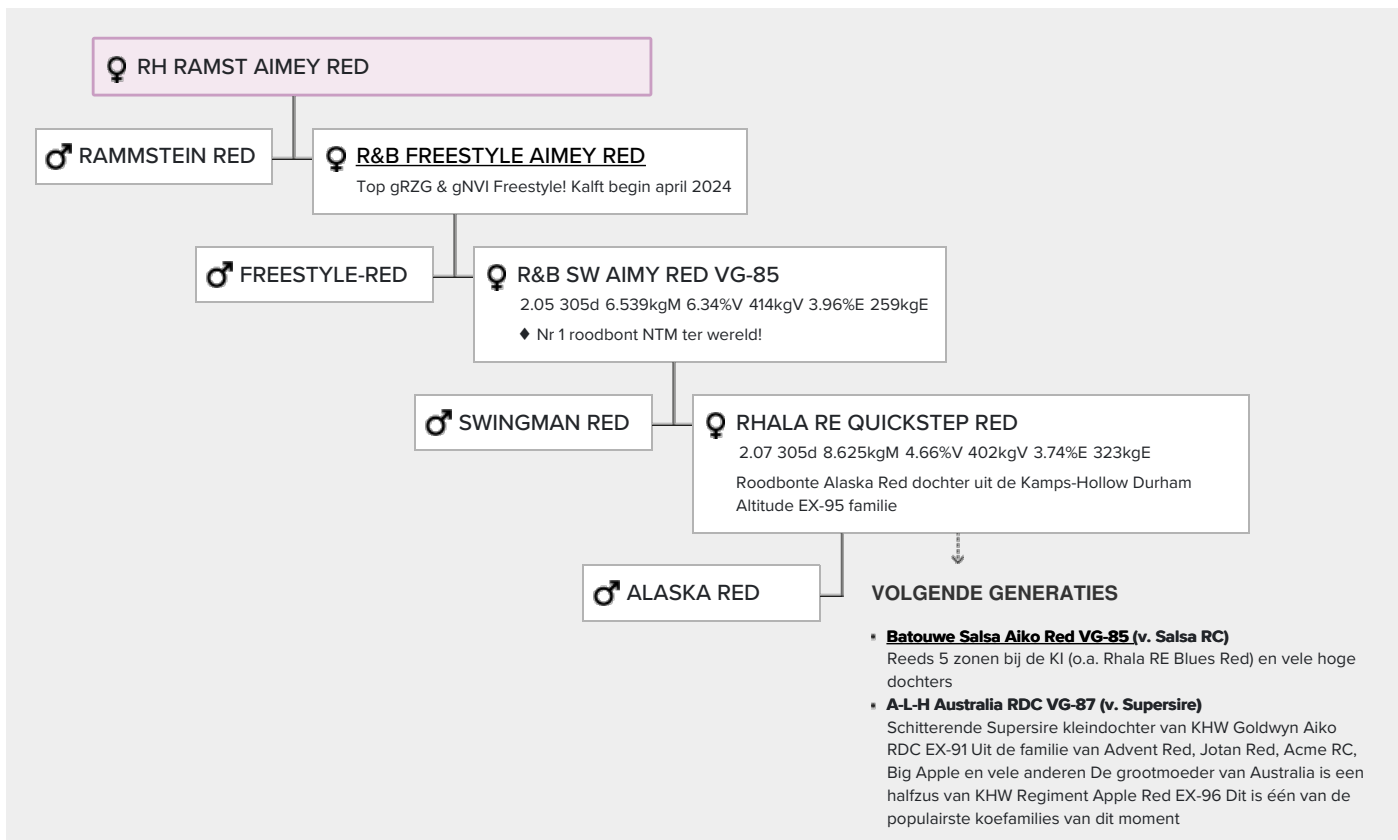 RH RAMST AIMEY RED
RAMMSTEIN RED
R&B FREESTYLE AIMEY RED
Top gRZG & gNVI Freestyle! Kalft begin april 2024
FREESTYLE-RED
R&B SW AIMY RED VG-85
2.05 305d 6.539kgM 6.34%V 414kgV 3.96%E 259kgE
♦ Nr 1 roodbont NTM ter wereld!
SWINGMAN RED
RHALA RE QUICKSTEP RED
2.07 305d 8.625kgM 4.66%V 402kgV 3.74%E 323kgE
Roodbonte Alaska Red dochter uit de Kamps-Hollow Durham
Altitude EX-95 familie
ALASKA RED
VOLGENDE GENERATIES
▪ Batouwe Salsa Aiko Red VG-85 (v. Salsa RC)
Reeds 5 zonen bij de KI (o.a. Rhala RE Blues Red) en vele hoge
dochters
▪ A-L-H Australia RDC VG-87 (v. Supersire)
Schitterende Supersire kleindochter van KHW Goldwyn Aiko
RDC EX-91 Uit de familie van Advent Red, Jotan Red, Acme RC,
Big Apple en vele anderen De grootmoeder van Australia is een
halfzus van KHW Regiment Apple Red EX-96 Dit is één van de
populairste koefamilies van dit moment